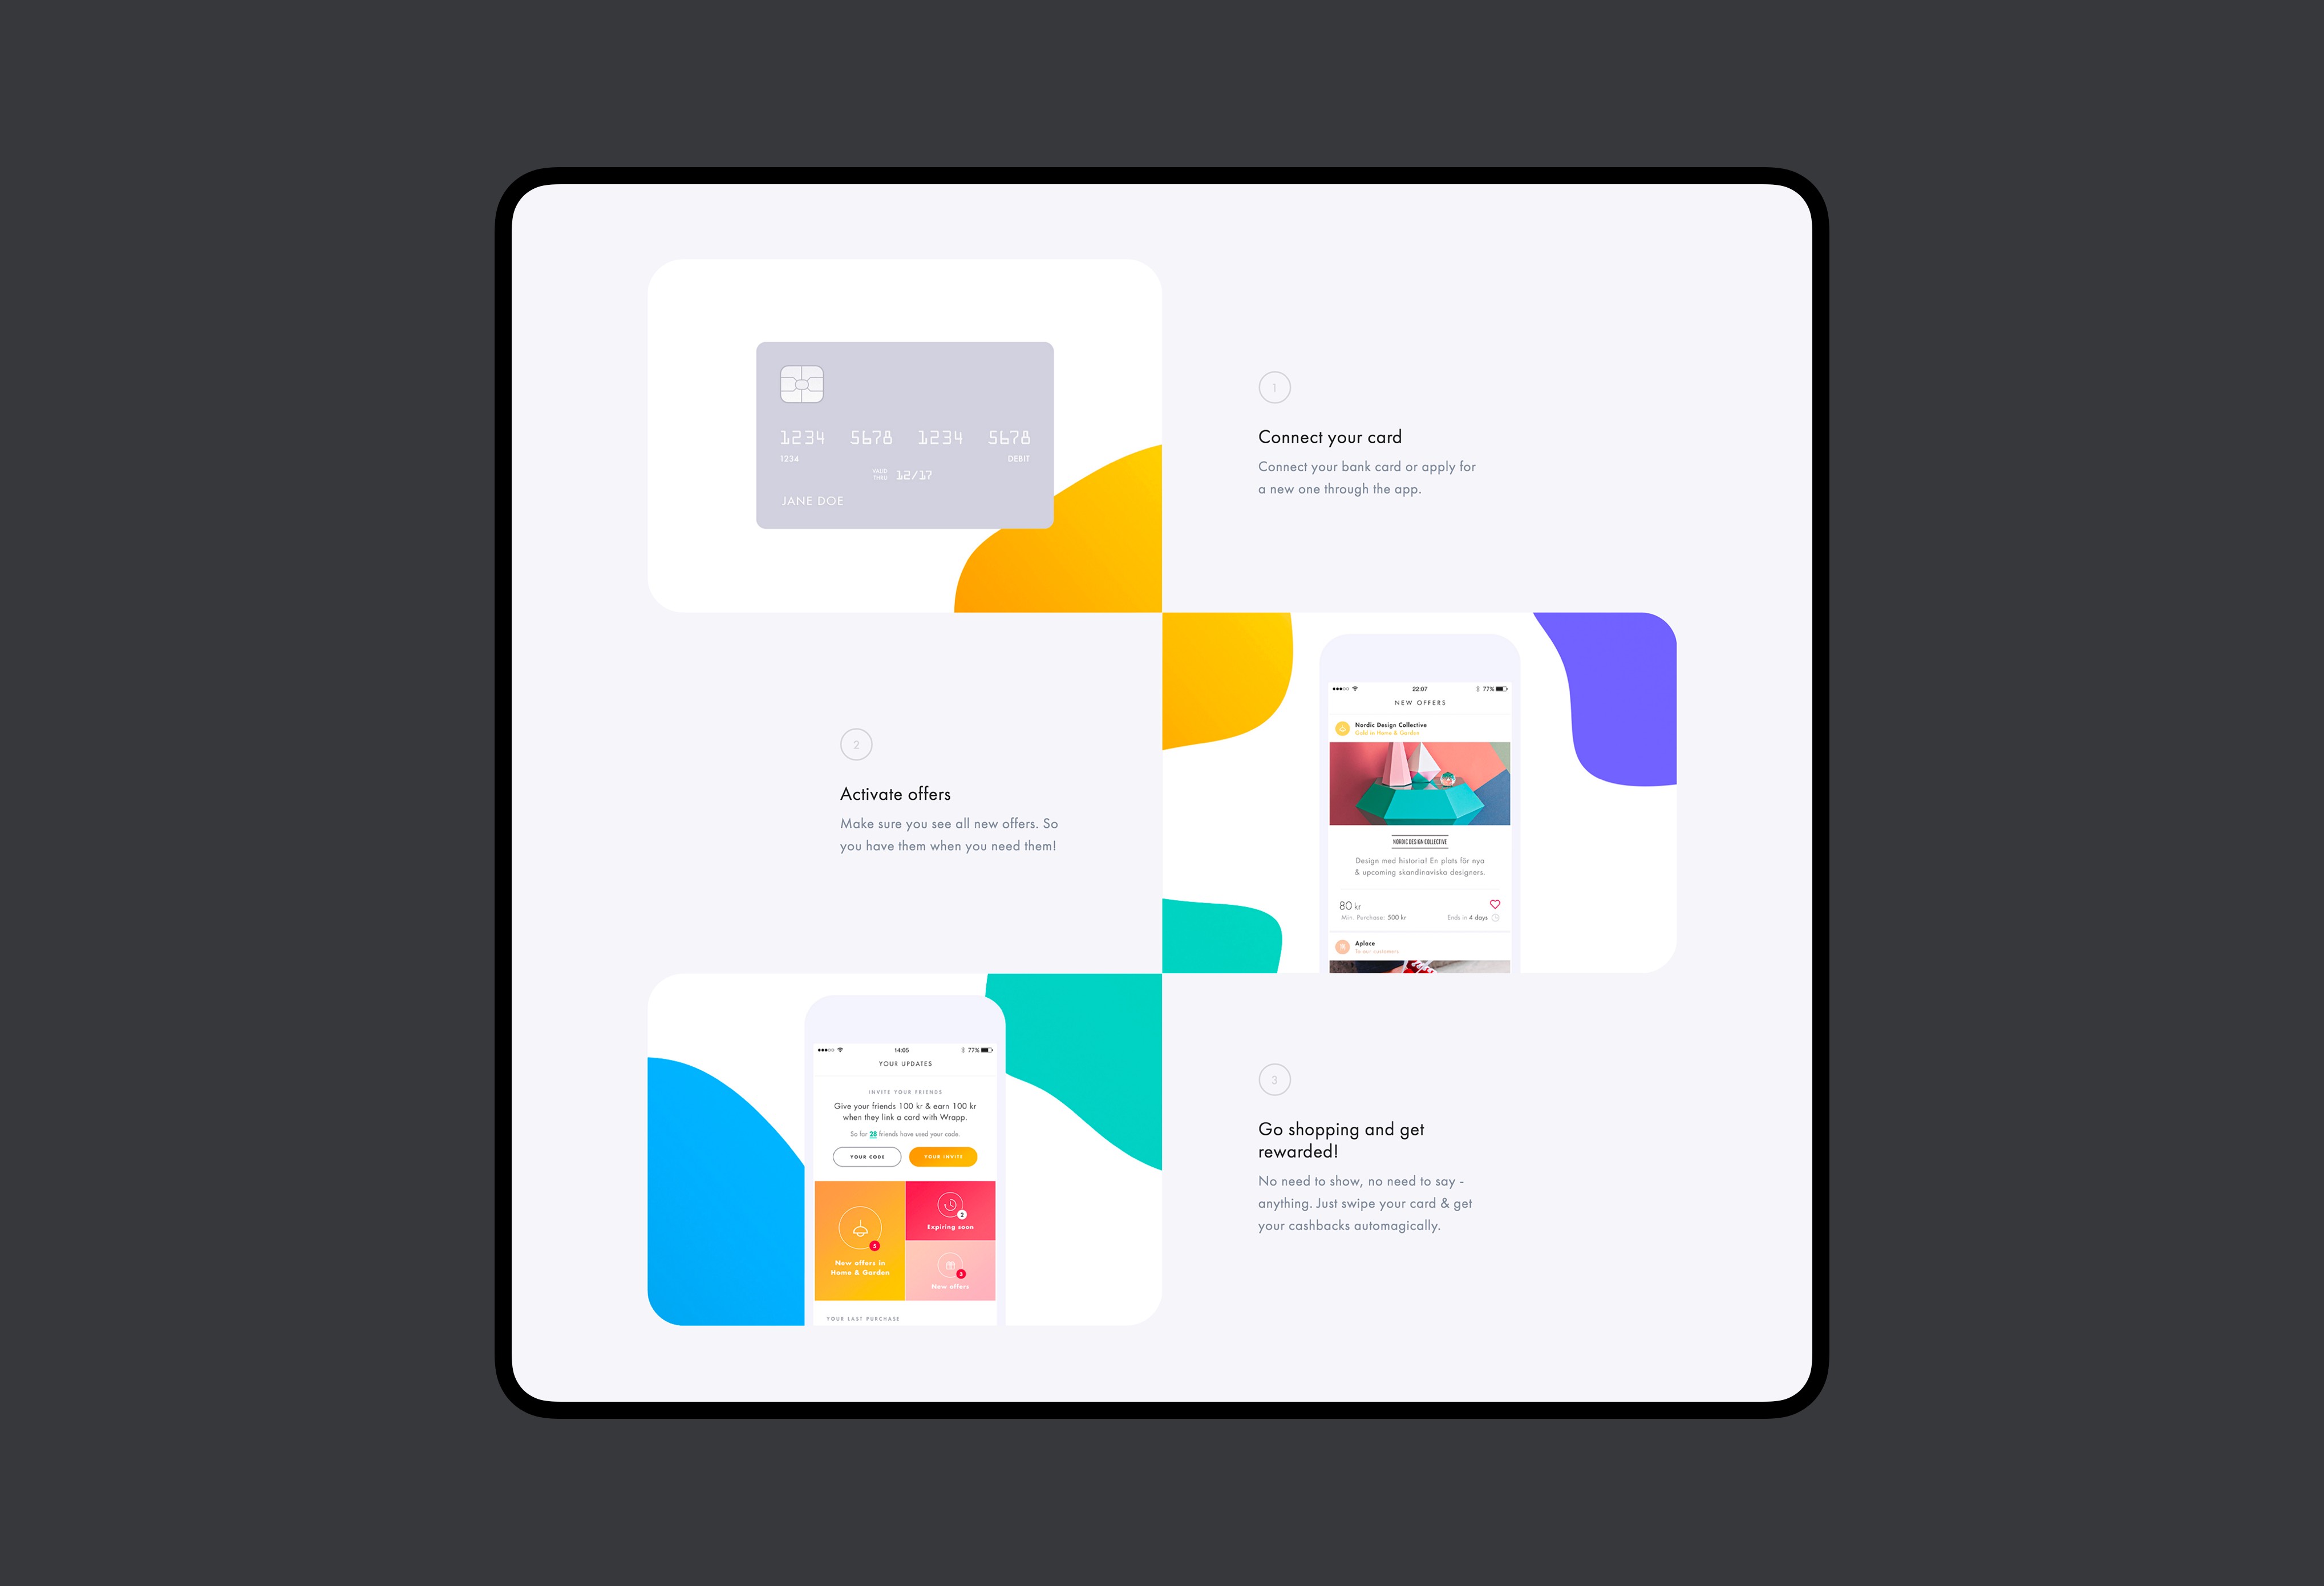 1234 5678 1234 5678
1234
DEBIT
VALID THRU 12/17
JANE DOE
1
Connect your card
Connect your bank card or apply for
a new one through the app.
2
Activate offers
Make sure you see all new offers. So
you have them when you need them!
22:07
77%
NEW OFFERS
Nordic Design Collective
Gold in Home & Garden
NORDIC DESIGN COLLECTIVE
Design med historia! En plats för nya
& upcoming skandinaviska designers.
80 kr
Min. Purchase: 500 kr
Ends in 4 days
Aplace
To our customers
14:05
77%
YOUR UPDATES
INVITE YOUR FRIENDS
Give your friends 100 kr & earn 100 kr
when they link a card with Wrapp.
So far 28 friends have used your code.
YOUR CODE
YOUR INVITE
5
New offers in
Home & Garden
2
Expiring soon
3
New offers
YOUR LAST PURCHASE
3
Go shopping and get
rewarded!
No need to show, no need to say -
anything. Just swipe your card & get
your cashbacks automagically.